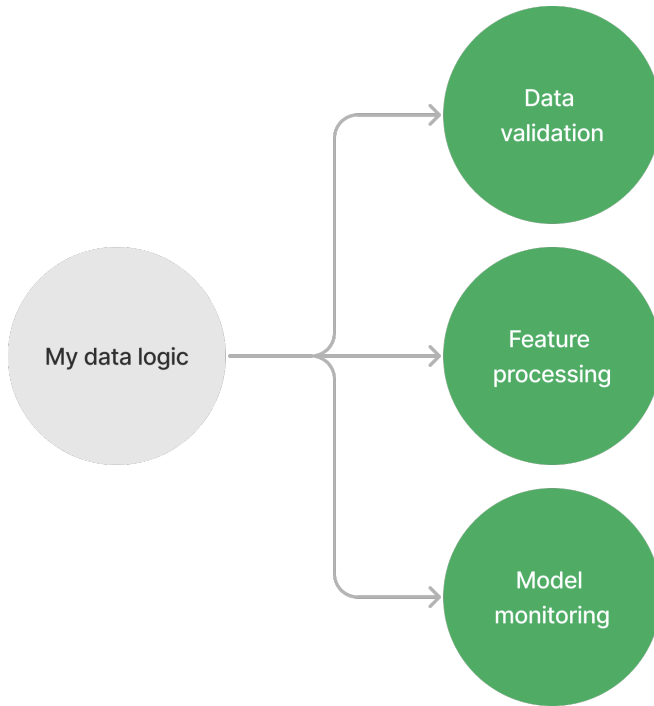 Data
validation
My data logic
Feature
processing
Model
monitoring